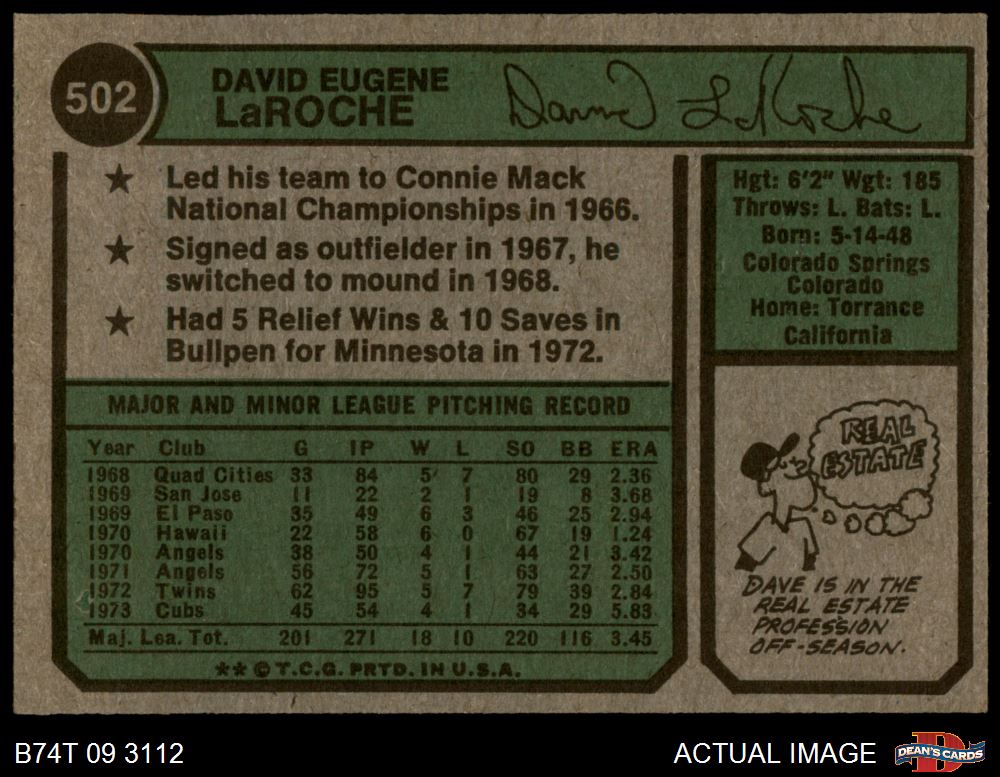 502
DAVID EUGENE
LaROCHE
David LaRoche
★ Led his team to Connie Mack
National Championships in 1966.
★ Signed as outfielder in 1967, he
switched to mound in 1968.
★ Had 5 Relief Wins & 10 Saves in
Bullpen for Minnesota in 1972.
Hgt: 6'2" Wgt: 185
Throws: L. Bats: L.
Born: 5-14-48
Colorado Springs
Colorado
Home: Torrance
California
MAJOR AND MINOR LEAGUE PITCHING RECORD
Year Club G IP W L SO BB ERA
1968 Quad Cities 33 84 5 7 80 29 2.36
1969 San Jose 11 22 2 1 19 8 3.68
1969 El Paso 35 49 6 3 46 25 2.94
1970 Hawaii 22 58 6 0 67 19 1.24
1970 Angels 38 50 4 1 44 21 3.42
1971 Angels 56 72 5 1 63 27 2.50
1972 Twins 62 95 5 7 79 39 2.84
1973 Cubs 45 54 4 1 34 29 5.83
Maj. Lea. Tot. 201 271 18 10 220 116 3.45
** © T.C.G. PRTD. IN U.S.A.
REAL
ESTATE
DAVE IS IN THE
REAL ESTATE
PROFESSION
OFF-SEASON.
B74T 09 3112
ACTUAL IMAGE
D
DEAN'S CARDS